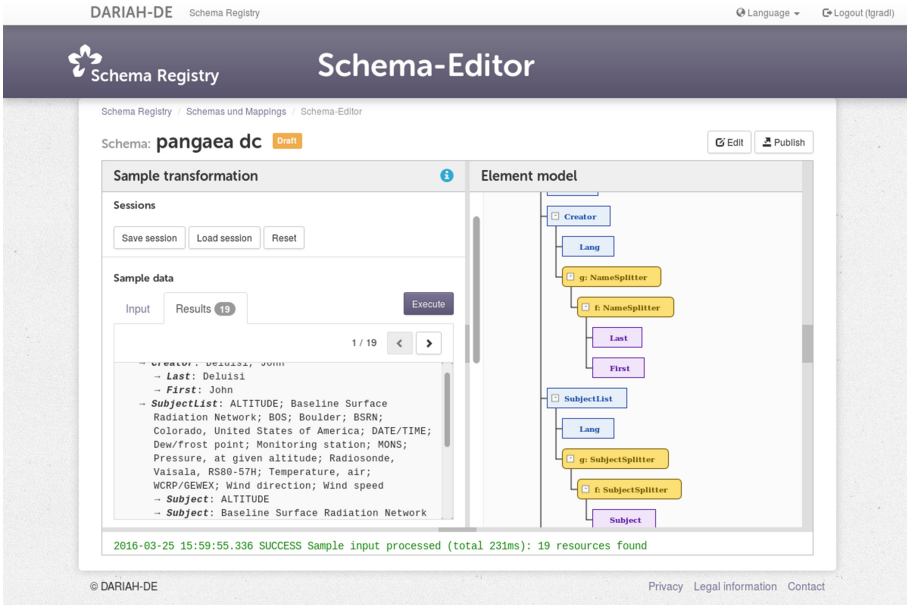 DARIAH-DE
Schema Registry
Language
Logout (tgradl)
Schema Registry
Schema-Editor
Schema Registry / Schemas und Mappings / Schema-Editor
Schema: pangaea dc Draft
Edit
Publish
Sample transformation
Sessions
Save session
Load session
Reset
Sample data
Input
Results 19
Execute
1 / 19
→ Creator: Deluisi, John
→ Last: Deluisi
→ First: John
→ SubjectList: ALTITUDE; Baseline Surface
Radiation Network; BOS; Boulder; BSRN;
Colorado, United States of America; DATE/TIME;
Dew/frost point; Monitoring station; MONS;
Pressure, at given altitude; Radiosonde,
Vaisala, RS80-57H; Temperature, air;
WCRP/GEWEX; Wind direction; Wind speed
→ Subject: ALTITUDE
→ Subject: Baseline Surface Radiation Network
Element model
Creator
Lang
g: NameSplitter
f: NameSplitter
Last
First
SubjectList
Lang
g: SubjectSplitter
f: SubjectSplitter
Subject
2016-03-25 15:59:55.336 SUCCESS Sample input processed (total 231ms): 19 resources found
© DARIAH-DE
Privacy
Legal information
Contact